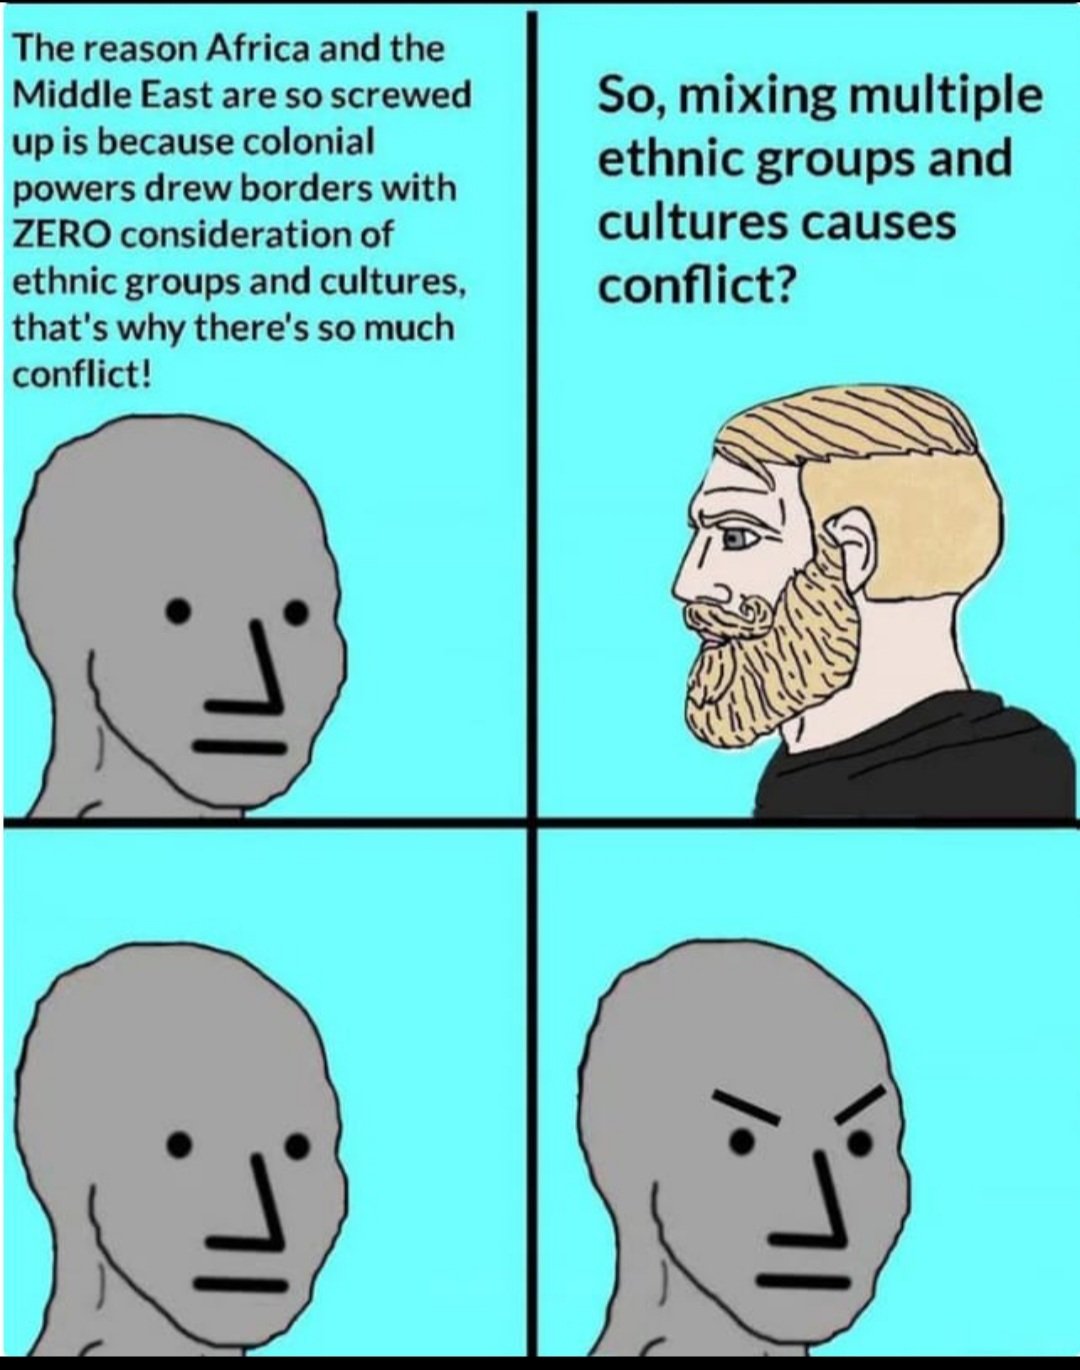 The reason Africa and the
Middle East are so screwed
up is because colonial
powers drew borders with
ZERO consideration of
ethnic groups and cultures,
that's why there's so much
conflict!
So, mixing multiple
ethnic groups and
cultures causes
conflict?